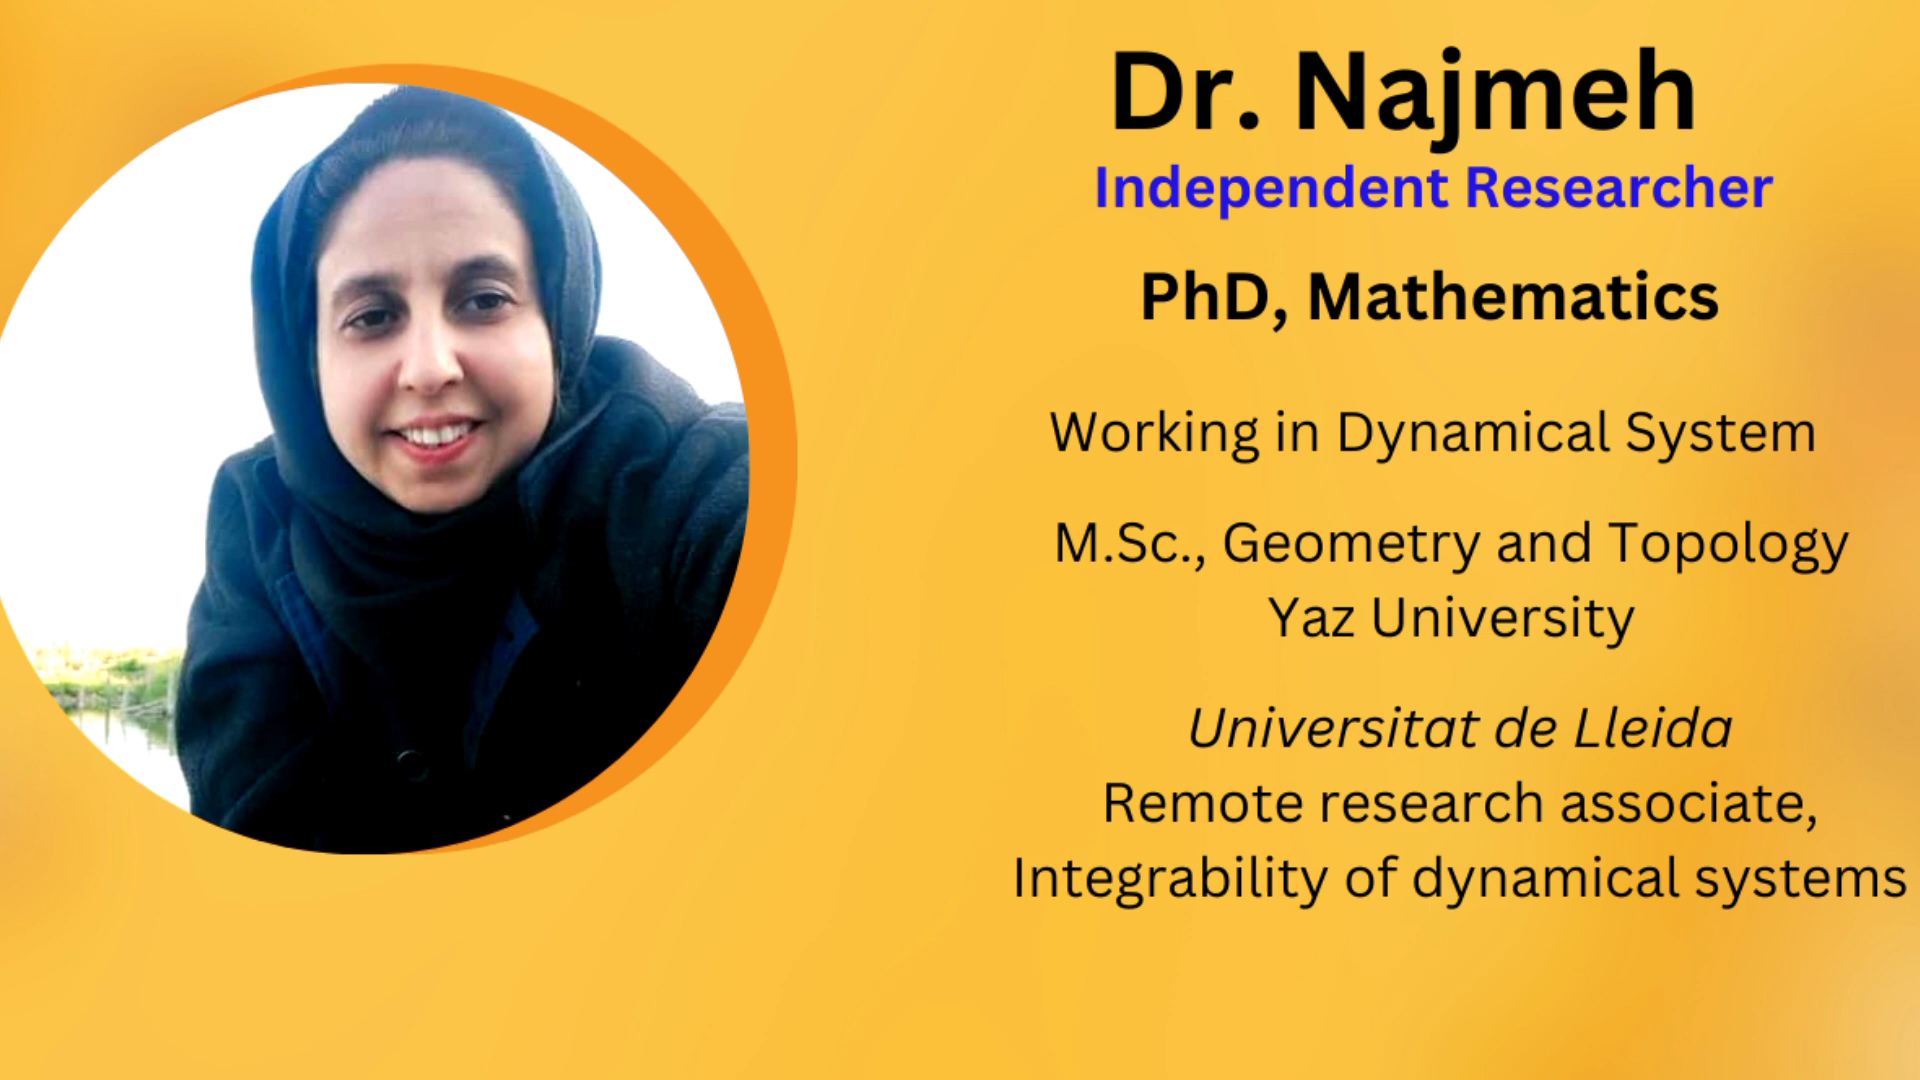 Dr. Najmeh
Independent Researcher
PhD, Mathematics
Working in Dynamical System
M.Sc., Geometry and Topology
Yaz University
Universitat de Lleida
Remote research associate,
Integrability of dynamical systems